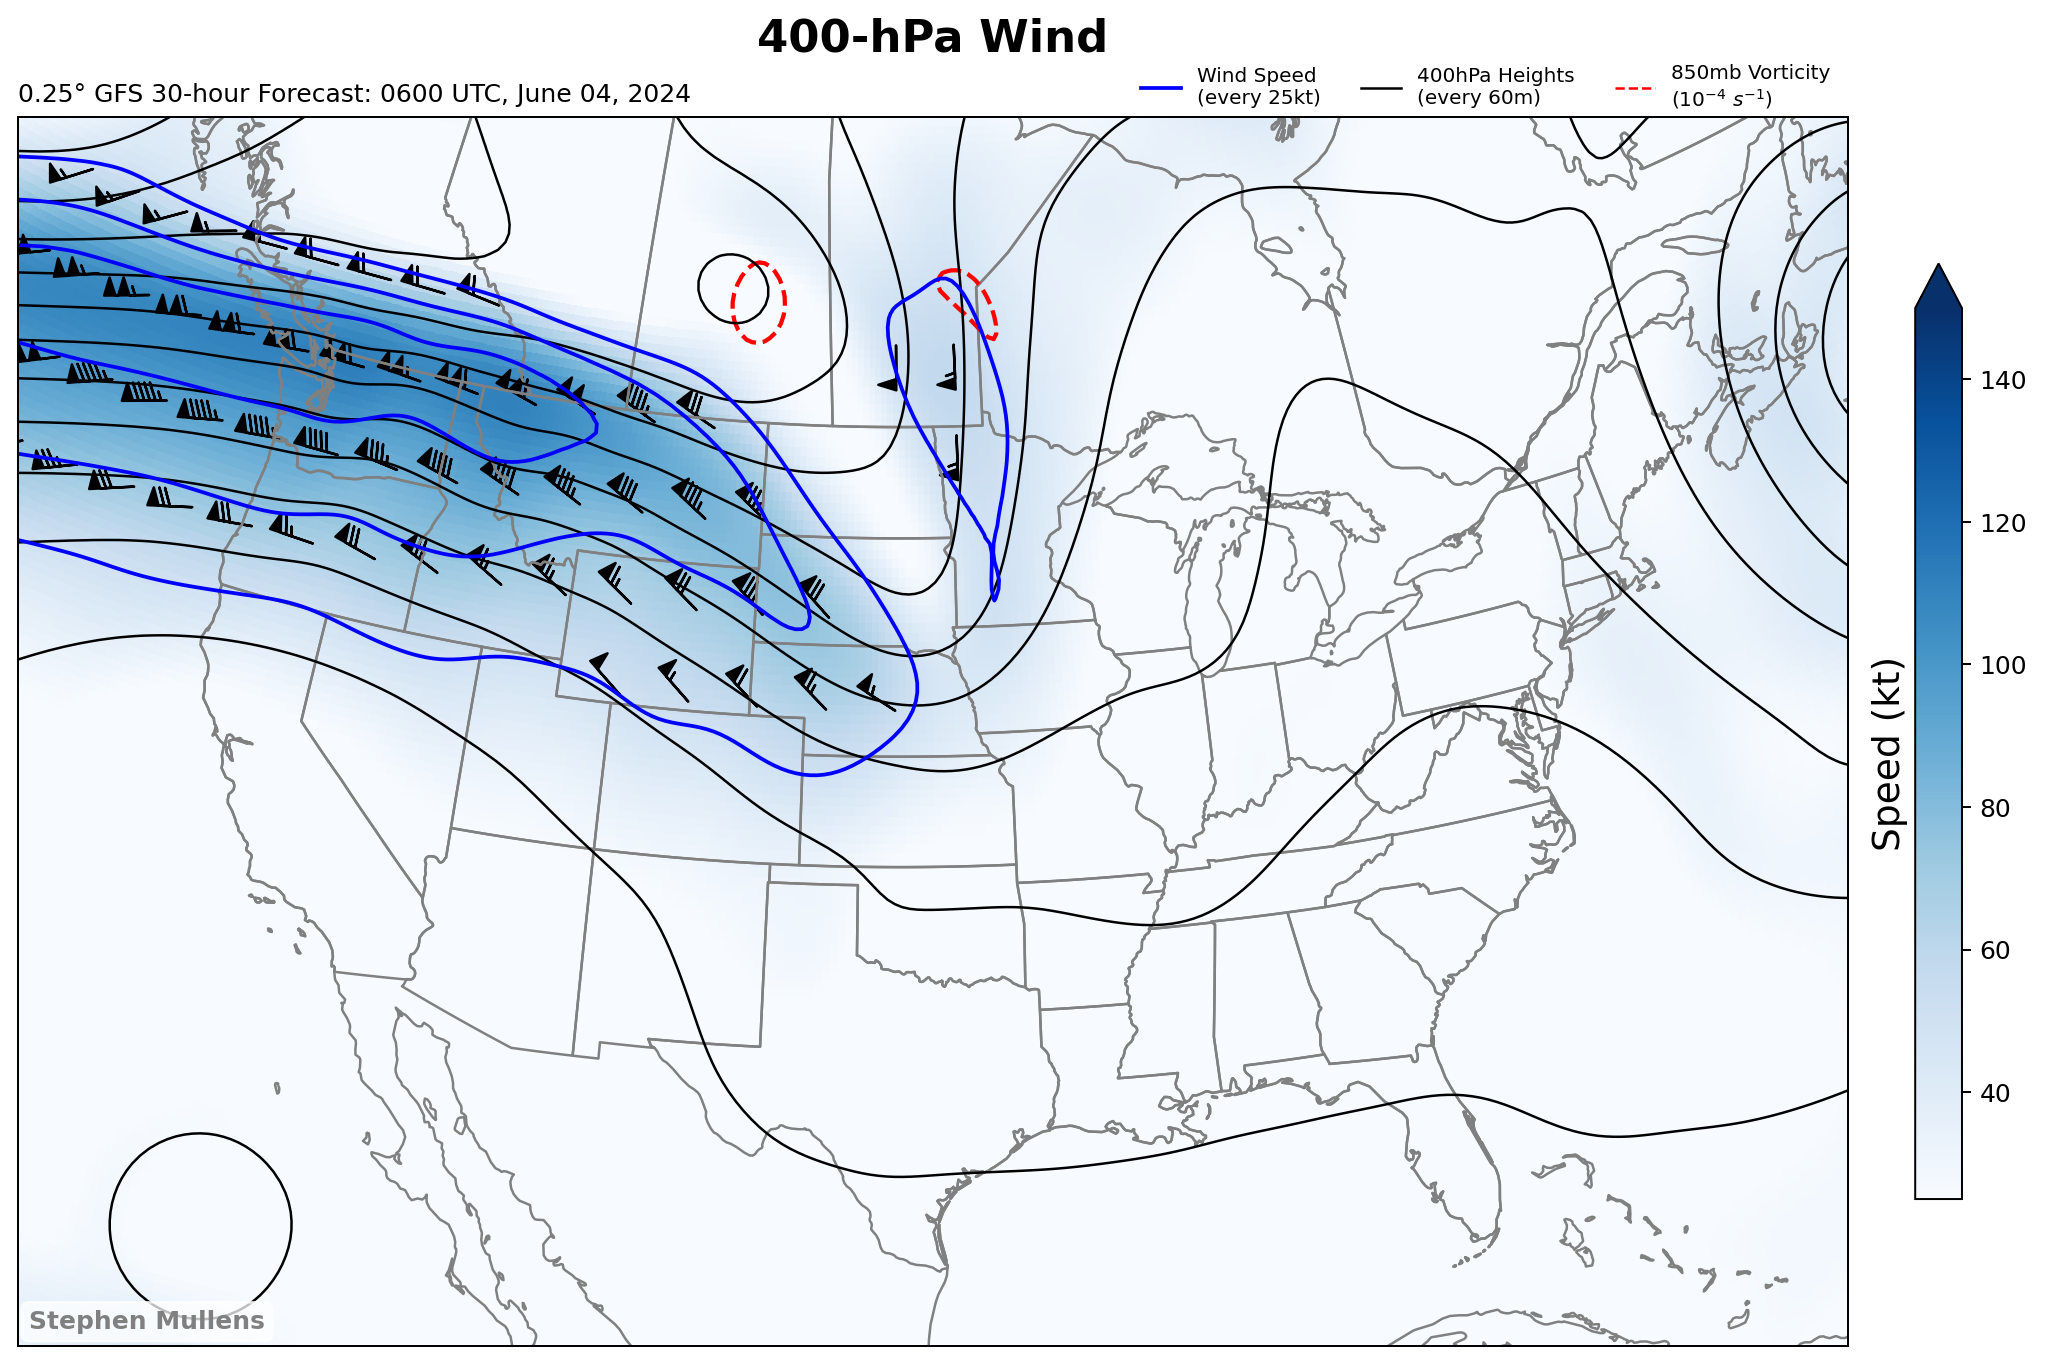 400-hPa Wind
0.25° GFS 30-hour Forecast: 0600 UTC, June 04, 2024
Wind Speed
(every 25kt)
400hPa Heights
(every 60m)
850mb Vorticity
(10⁻⁴ s⁻¹)
140
120
100
80
60
40
Speed (kt)
Stephen Mullens